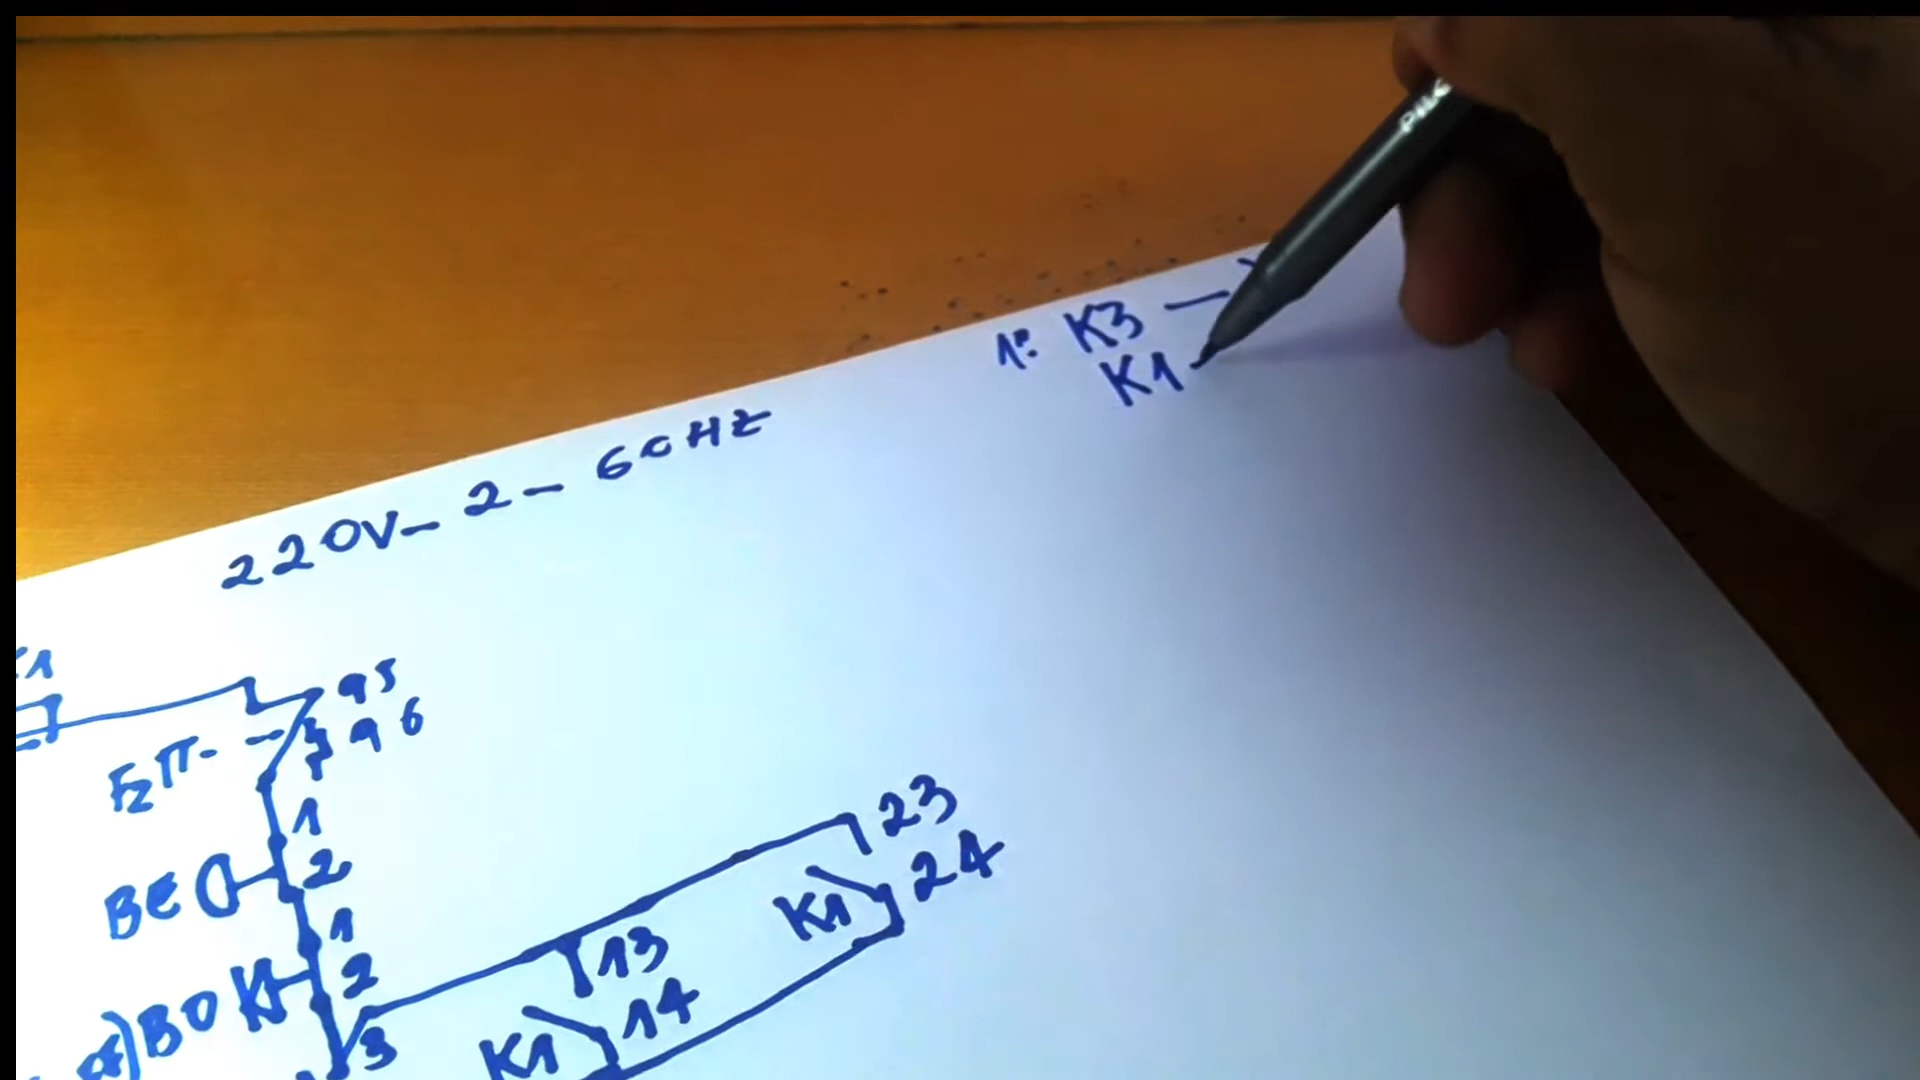 1º K3 —
K1 -
220V - 2 - 60HZ
95
96
1
BE 2
1
BO 2
3
23
K1 24
13
K1 14